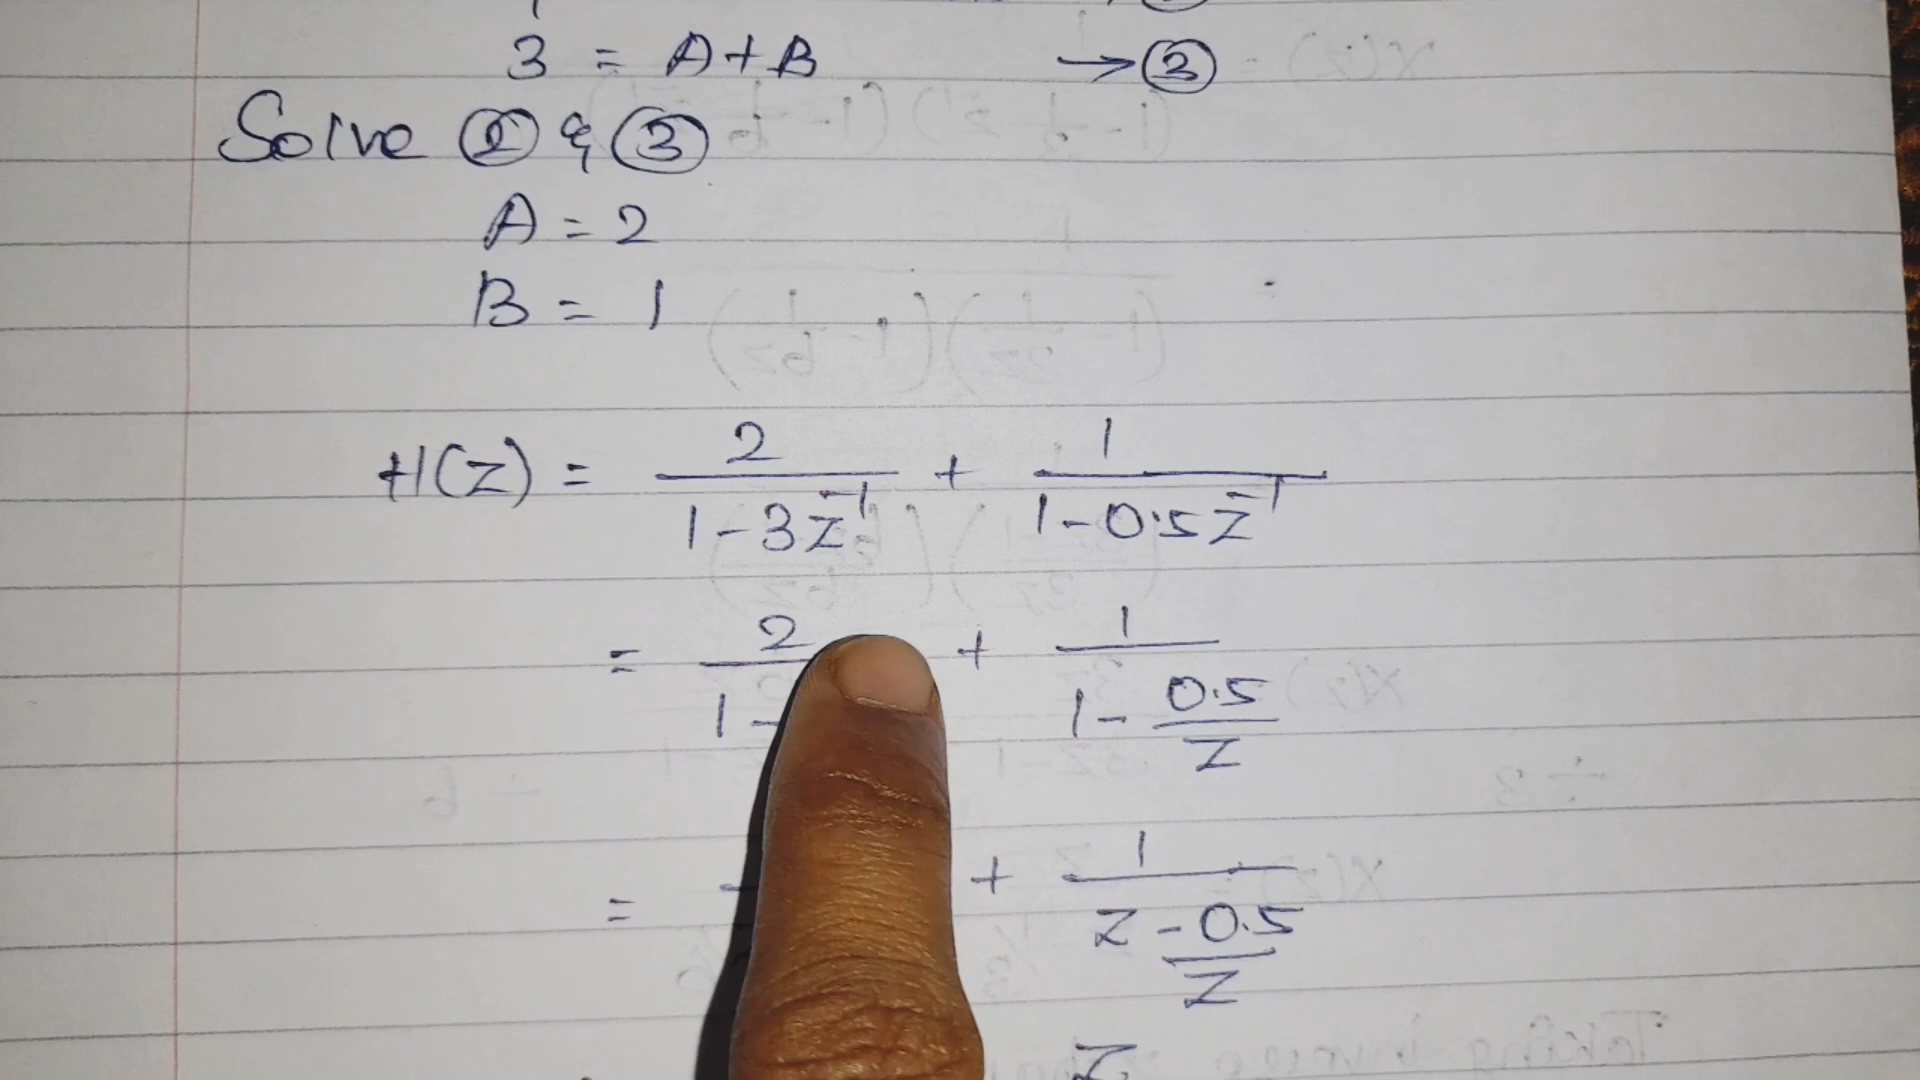 3 = A + B → ③
Solve ② & ③
A = 2
B = 1
H(Z) = 2/(1 - 3z⁻¹) + 1/(1 - 0.5z⁻¹)
= 2/(1 - + 1/(1 - 0.5/z)
= + 1/((z - 0.5)/z)
z